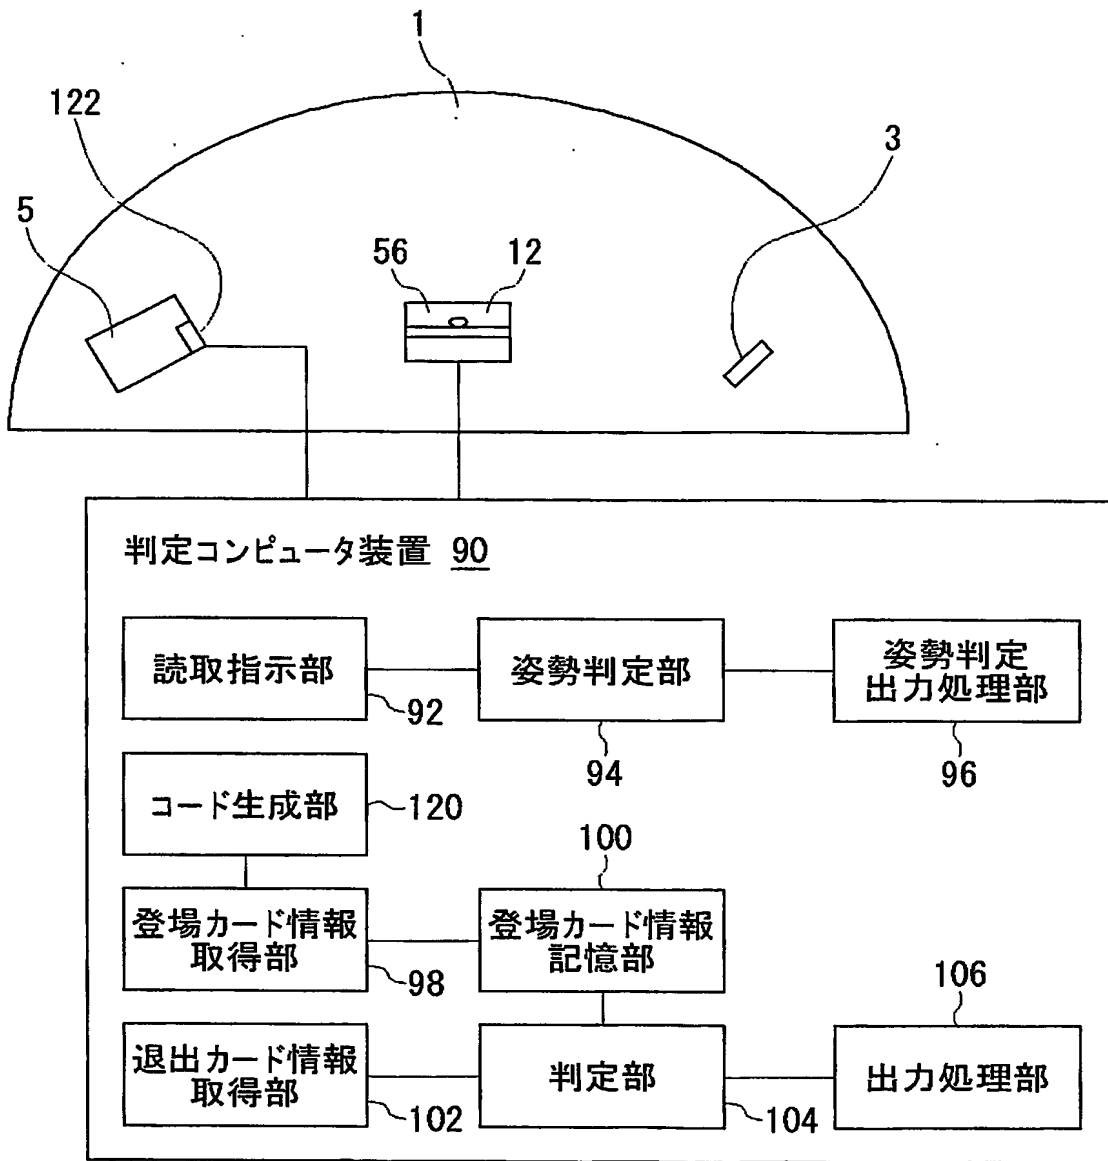 1
122
3
5
56
12
判定コンピュータ装置 90
読取指示部
92
姿勢判定部
94
姿勢判定
出力処理部
96
コード生成部
120
100
登場カード情報
取得部
98
登場カード情報
記憶部
106
退出カード情報
取得部
102
判定部
104
出力処理部